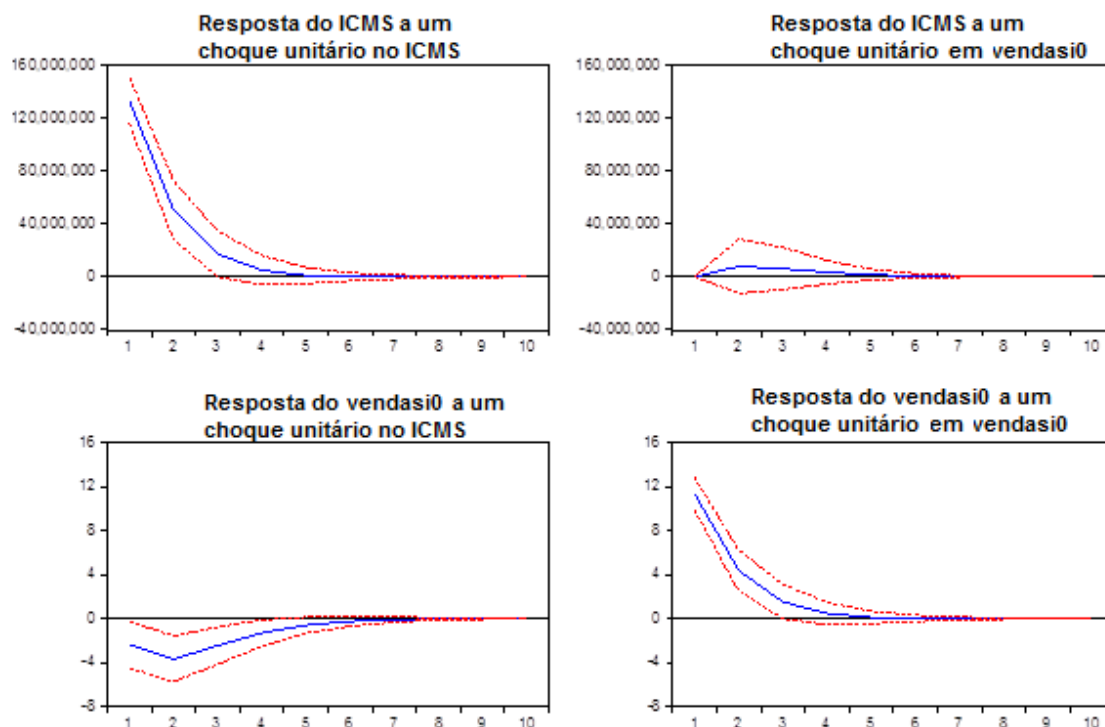 Resposta do ICMS a um
choque unitário no ICMS
160,000,000
120,000,000
80,000,000
40,000,000
0
-40,000,000
1 2 3 4 5 6 7 8 9 10
Resposta do ICMS a um
choque unitário em vendasi0
160,000,000
120,000,000
80,000,000
40,000,000
0
-40,000,000
1 2 3 4 5 6 7 8 9 10
Resposta do vendasi0 a um
choque unitário no ICMS
16
12
8
4
0
-4
-8
1 2 3 4 5 6 7 8 9 10
Resposta do vendasi0 a um
choque unitário em vendasi0
16
12
8
4
0
-4
-8
1 2 3 4 5 6 7 8 9 10